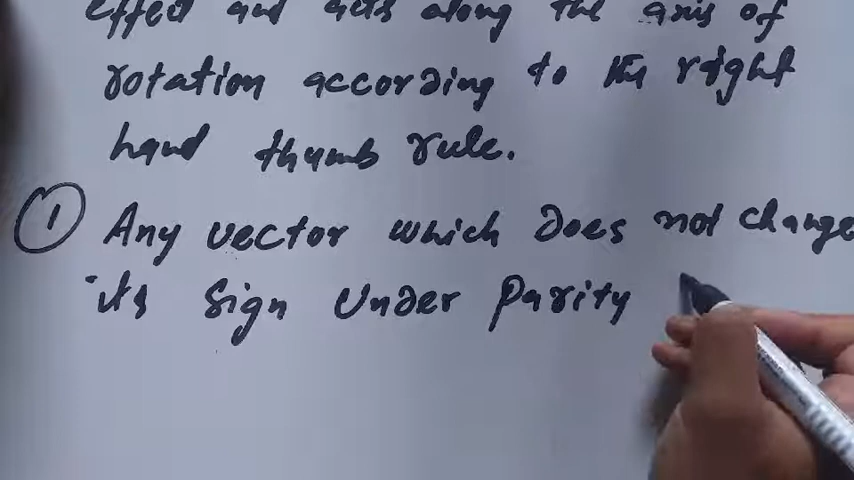 effect and acts along the axis of
rotation according to the right
hand thumb rule.
1 Any vector which does not change
its sign under parity